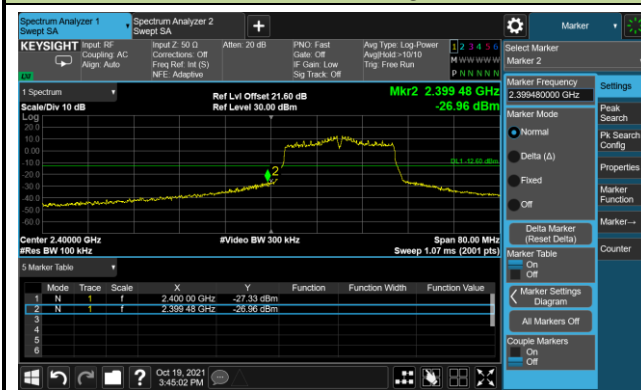 Spectrum Analyzer 1
Swept SA
Spectrum Analyzer 2
Swept SA
+
Marker
KEYSIGHT
Input: RF
Coupling: AC
Align: Auto
Input Z: 50 Ω
Corrections: Off
Freq Ref: Int (S)
NFE: Adaptive
Atten: 20 dB
PNO: Fast
Gate: Off
IF Gain: Low
Sig Track: Off
Avg Type: Log-Power
Avg|Hold:>10/10
Trig: Free Run
1 2 3 4 5 6
M W W W W W
P N N N N N
Select Marker
Marker 2
1 Spectrum
Scale/Div 10 dB
Ref Lvl Offset 21.60 dB
Ref Level 30.00 dBm
Mkr2 2.399 48 GHz
-26.96 dBm
Log
20.0
10.0
0.00
-10.0
-20.0
-30.0
-40.0
-50.0
-60.0
2
DL1 -12.60 dBm
Center 2.40000 GHz
#Res BW 100 kHz
#Video BW 300 kHz
Span 80.00 MHz
Sweep 1.07 ms (2001 pts)
5 Marker Table
Mode Trace Scale X Y Function Function Width Function Value
1 N 1 f 2.400 00 GHz -27.33 dBm
2 N 1 f 2.399 48 GHz -26.96 dBm
3
4
5
6
Marker Frequency
2.399480000 GHz
Marker Mode
Normal
Delta (Δ)
Fixed
Off
Delta Marker
(Reset Delta)
Marker Table
On
Off
Marker Settings
Diagram
All Markers Off
Couple Markers
On
Off
Settings
Peak
Search
Pk Search
Config
Properties
Marker
Function
Marker→
Counter
?
Oct 19, 2021
3:45:02 PM